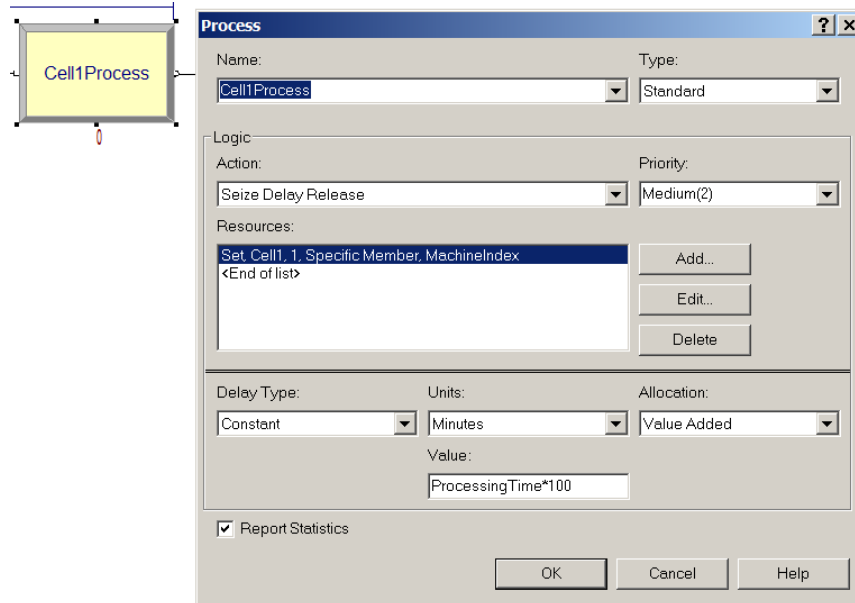 Cell1Process
0
Process
?
Name:
Type:
Cell1Process
Standard
Logic
Action:
Priority:
Seize Delay Release
Medium(2)
Resources:
Set, Cell1, 1, Specific Member, MachineIndex
<End of list>
Add...
Edit...
Delete
Delay Type:
Units:
Allocation:
Constant
Minutes
Value Added
Value:
ProcessingTime*100
Report Statistics
OK
Cancel
Help